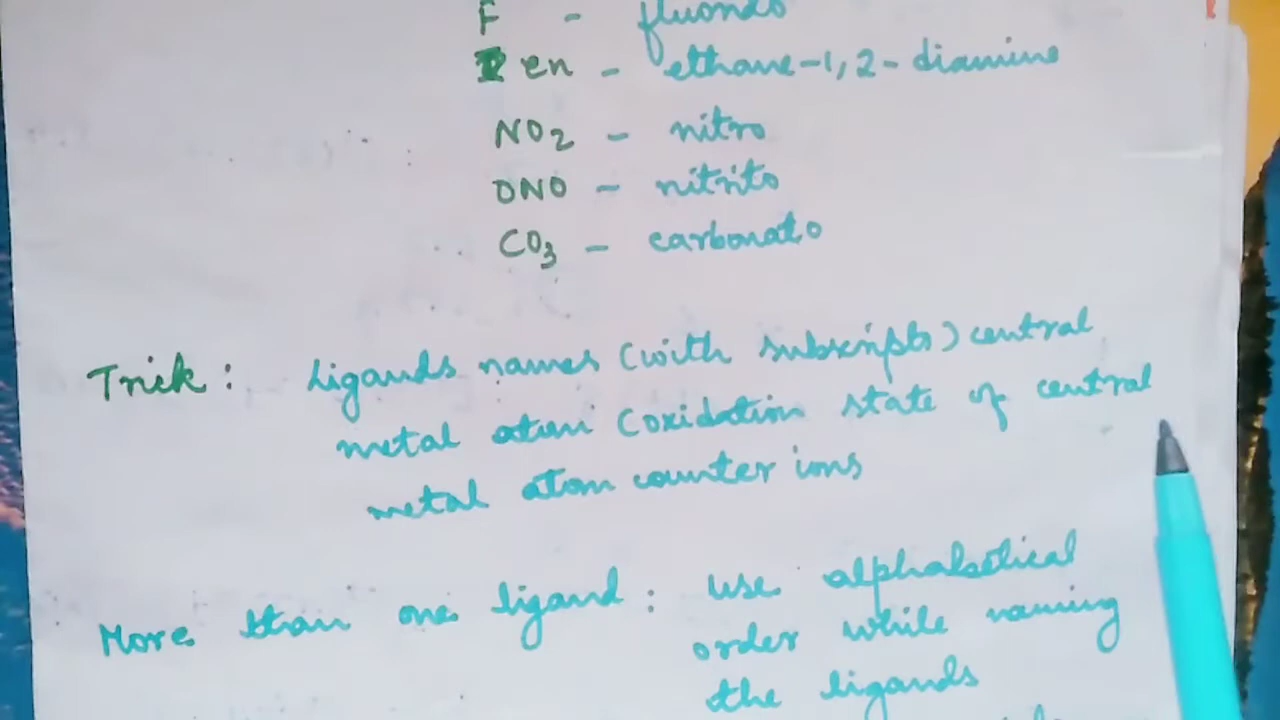 F - fluorido
en - ethane-1,2-diamine
NO2 - nitro
ONO - nitrito
CO3 - carbonato
Trick: Ligands names (with subscripts) central
metal atom (oxidation state of central
metal atom counter ions
More than one ligand: use alphabetical
order while naming
the ligands